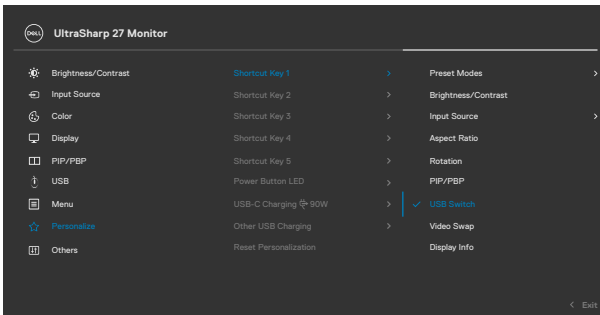 DELL UltraSharp 27 Monitor
Brightness/Contrast
Input Source
Color
Display
PIP/PBP
USB
Menu
Personalize
Others
Shortcut Key 1
Shortcut Key 2
Shortcut Key 3
Shortcut Key 4
Shortcut Key 5
Power Button LED
USB-C Charging 90W
Other USB Charging
Reset Personalization
Preset Modes
Brightness/Contrast
Input Source
Aspect Ratio
Rotation
PIP/PBP
USB Switch
Video Swap
Display Info
Exit